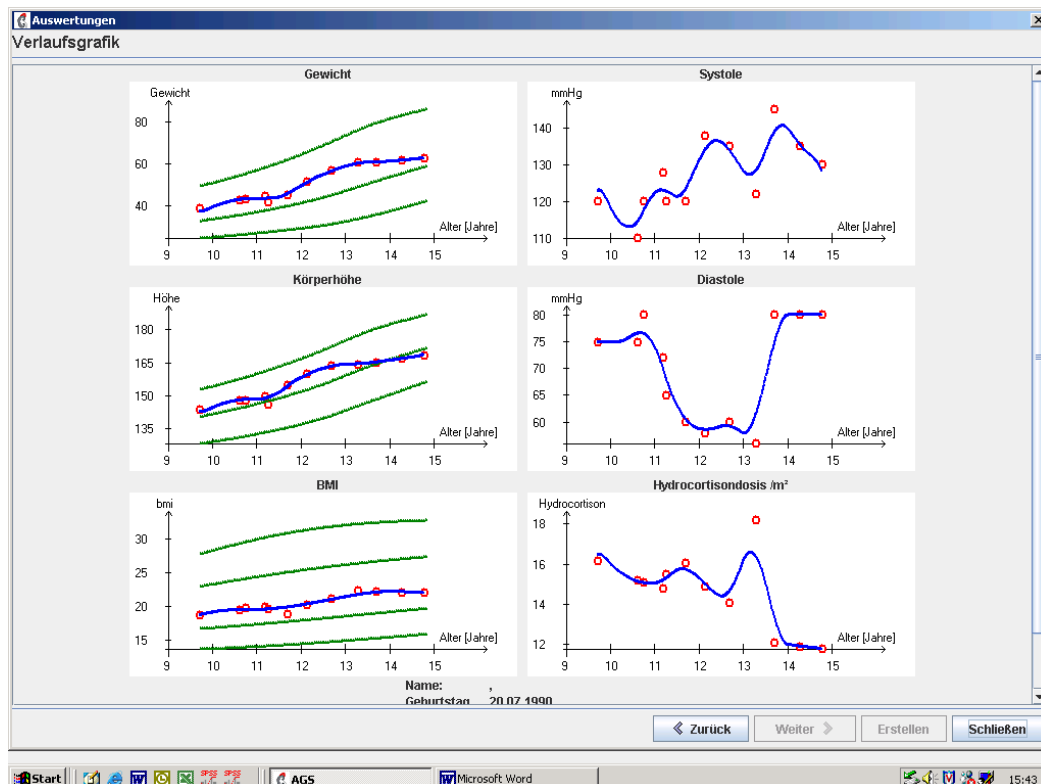 Auswertungen
Verlaufsgrafik
Gewicht
Gewicht
80
60
40
Alter [Jahre]
9 10 11 12 13 14 15
Systole
mmHg
140
130
120
110
Alter [Jahre]
9 10 11 12 13 14 15
Körperhöhe
Höhe
180
165
150
135
Alter [Jahre]
9 10 11 12 13 14 15
Diastole
mmHg
80
75
70
65
60
Alter [Jahre]
9 10 11 12 13 14 15
BMI
bmi
30
25
20
15
Alter [Jahre]
9 10 11 12 13 14 15
Hydrocortisondosis /m²
Hydrocortison
18
16
14
12
Alter [Jahre]
9 10 11 12 13 14 15
Name: ,
Geburtstag 20.07.1990
Zurück Weiter Erstellen Schließen
Start AGS Microsoft Word 15:43